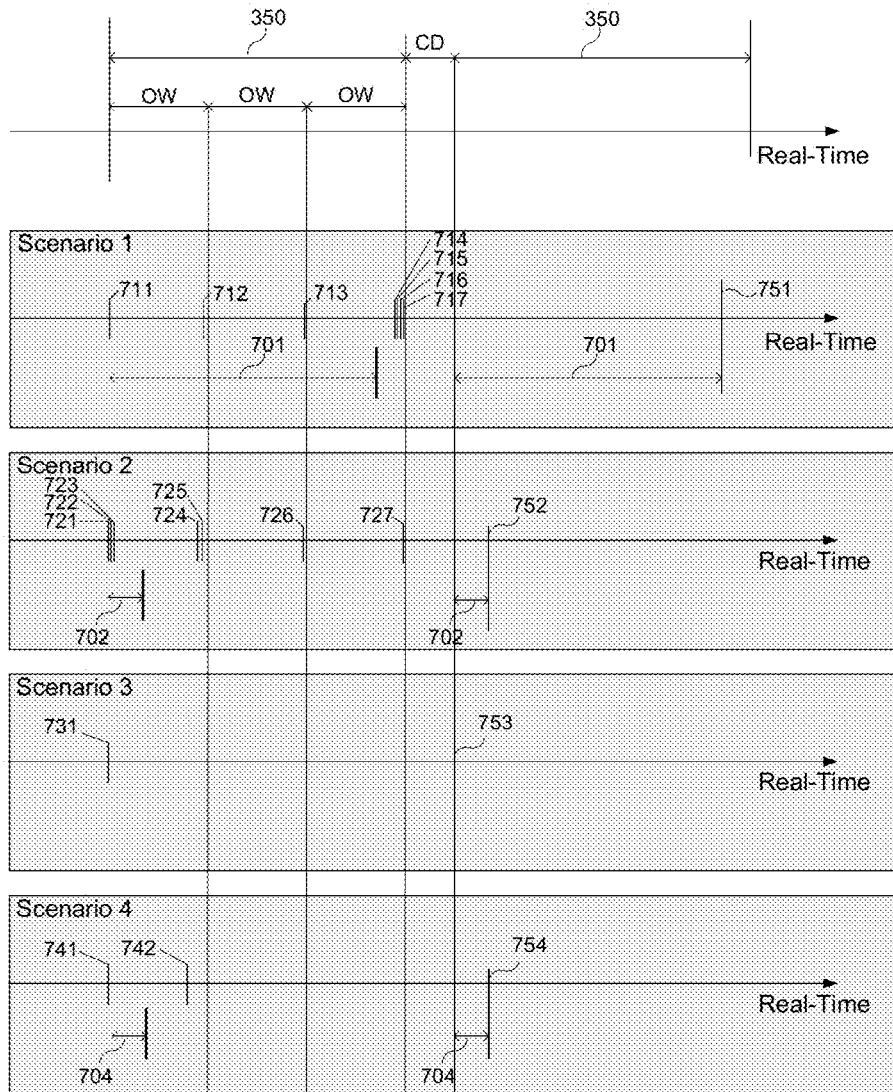 350
CD
350
OW
OW
OW
Real-Time
Scenario 1
714
715
716
717
711
712
713
751
Real-Time
701
701
Scenario 2
723
722
721
725
724
726
727
752
Real-Time
702
702
Scenario 3
731
753
Real-Time
Scenario 4
741
742
754
Real-Time
704
704